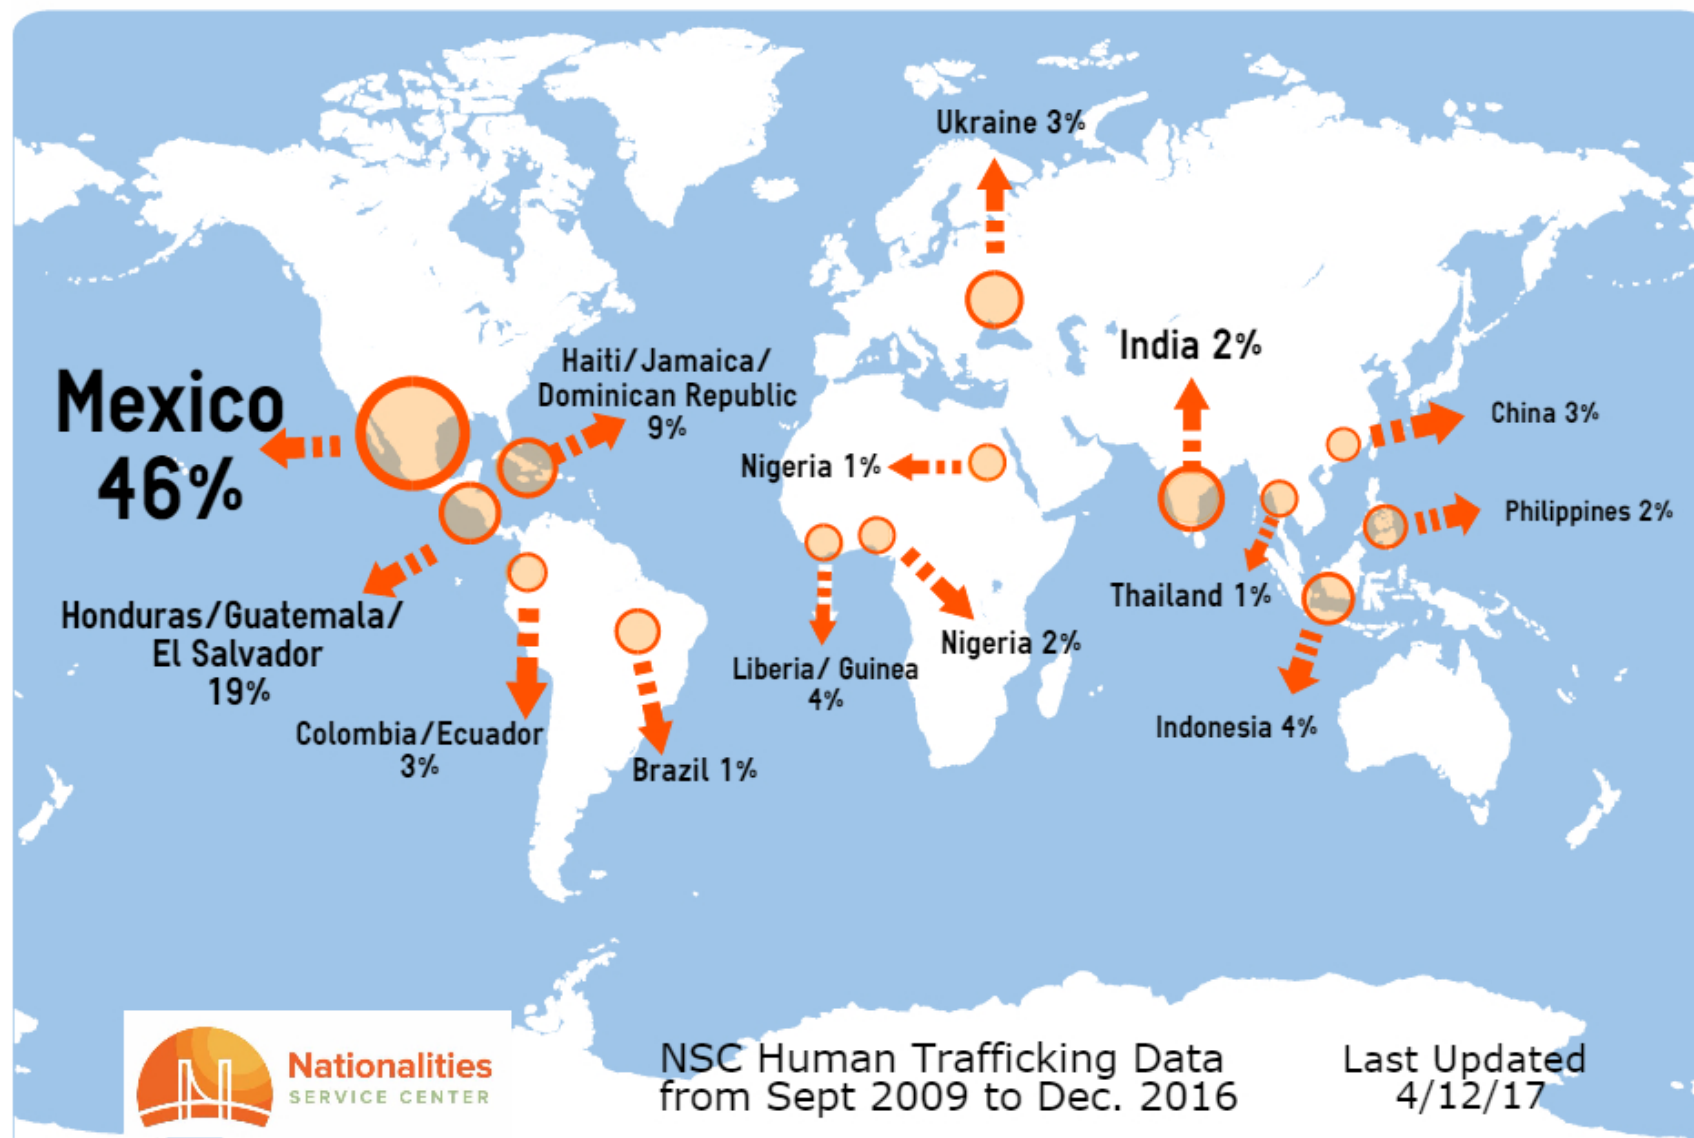 Ukraine 3%
India 2%
Haiti/Jamaica/
Dominican Republic
9%
Mexico
46%
China 3%
Nigeria 1%
Philippines 2%
Thailand 1%
Honduras/Guatemala/
El Salvador
19%
Nigeria 2%
Liberia/ Guinea
4%
Colombia/Ecuador
3%
Indonesia 4%
Brazil 1%
Nationalities
SERVICE CENTER
NSC Human Trafficking Data
from Sept 2009 to Dec. 2016
Last Updated
4/12/17